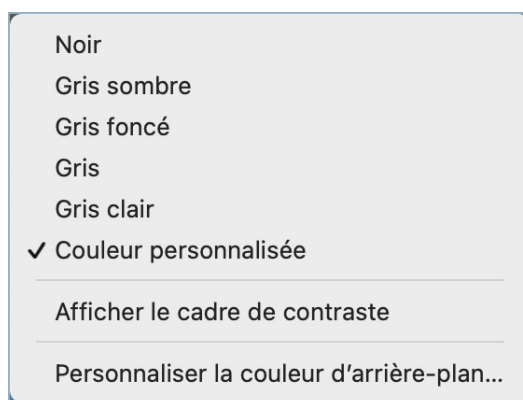 Noir
Gris sombre
Gris foncé
Gris
Gris clair
✓ Couleur personnalisée
Afficher le cadre de contraste
Personnaliser la couleur d’arrière-plan...